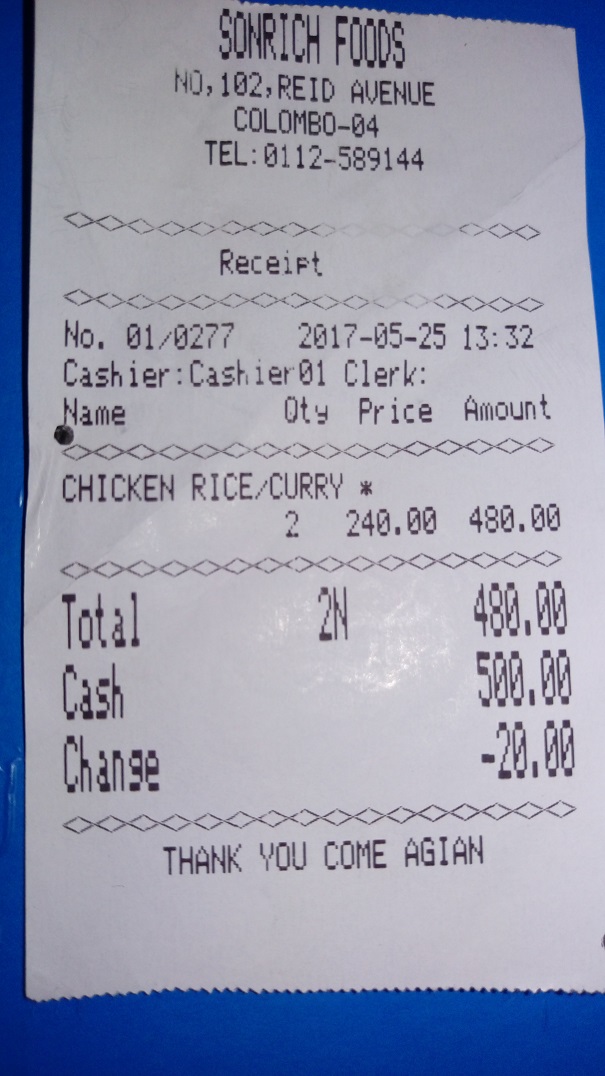 SONRICH FOODS
NO,102,REID AVENUE
COLOMBO-04
TEL:0112-589144
Receipt
No. 01/0277 2017-05-25 13:32
Cashier:Cashier01 Clerk:
Name Qty Price Amount
CHICKEN RICE/CURRY *
2 240.00 480.00
Total 2N 480.00
Cash 500.00
Change -20.00
THANK YOU COME AGIAN